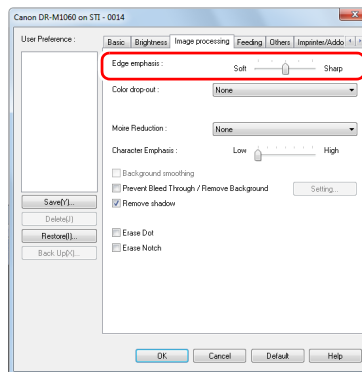 Canon DR-M1060 on STI - 0014
User Preference :
Basic Brightness Image processing Feeding Others Imprinter/Addo
Edge emphasis :
Soft Sharp
Color drop-out : None
Moire Reduction : None
Character Emphasis : Low High
Background smoothing
Prevent Bleed Through / Remove Background Setting...
Remove shadow
Erase Dot
Erase Notch
Save(Y)...
Delete(J)
Restore(I)...
Back Up(X)...
OK Cancel Default Help